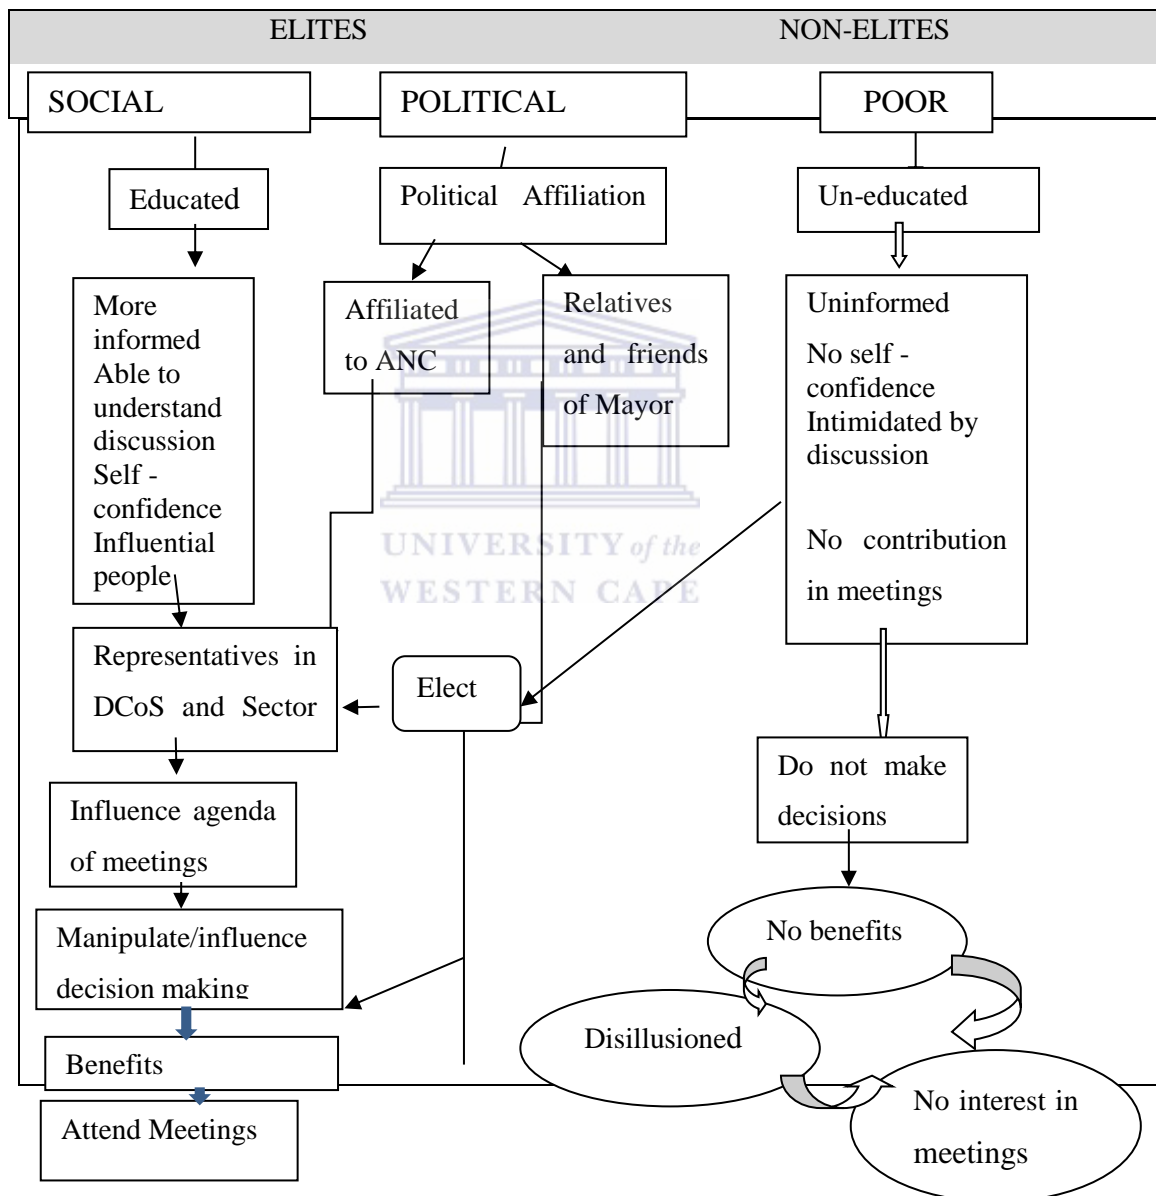 ELITES
NON-ELITES
SOCIAL
POLITICAL
POOR
Educated
Political Affiliation
Un-educated
More
informed
Able to
understand
discussion
Self -
confidence
Influential
people
Affiliated
to ANC
Relatives
and friends
of Mayor
Uninformed
No self -
confidence
Intimidated by
discussion
No contribution
in meetings
UNIVERSITY of the
WESTERN CAPE
Representatives in
DCoS and Sector
Elect
Do not make
decisions
Influence agenda
of meetings
Manipulate/influence
decision making
No benefits
Benefits
Disillusioned
Attend Meetings
No interest in
meetings